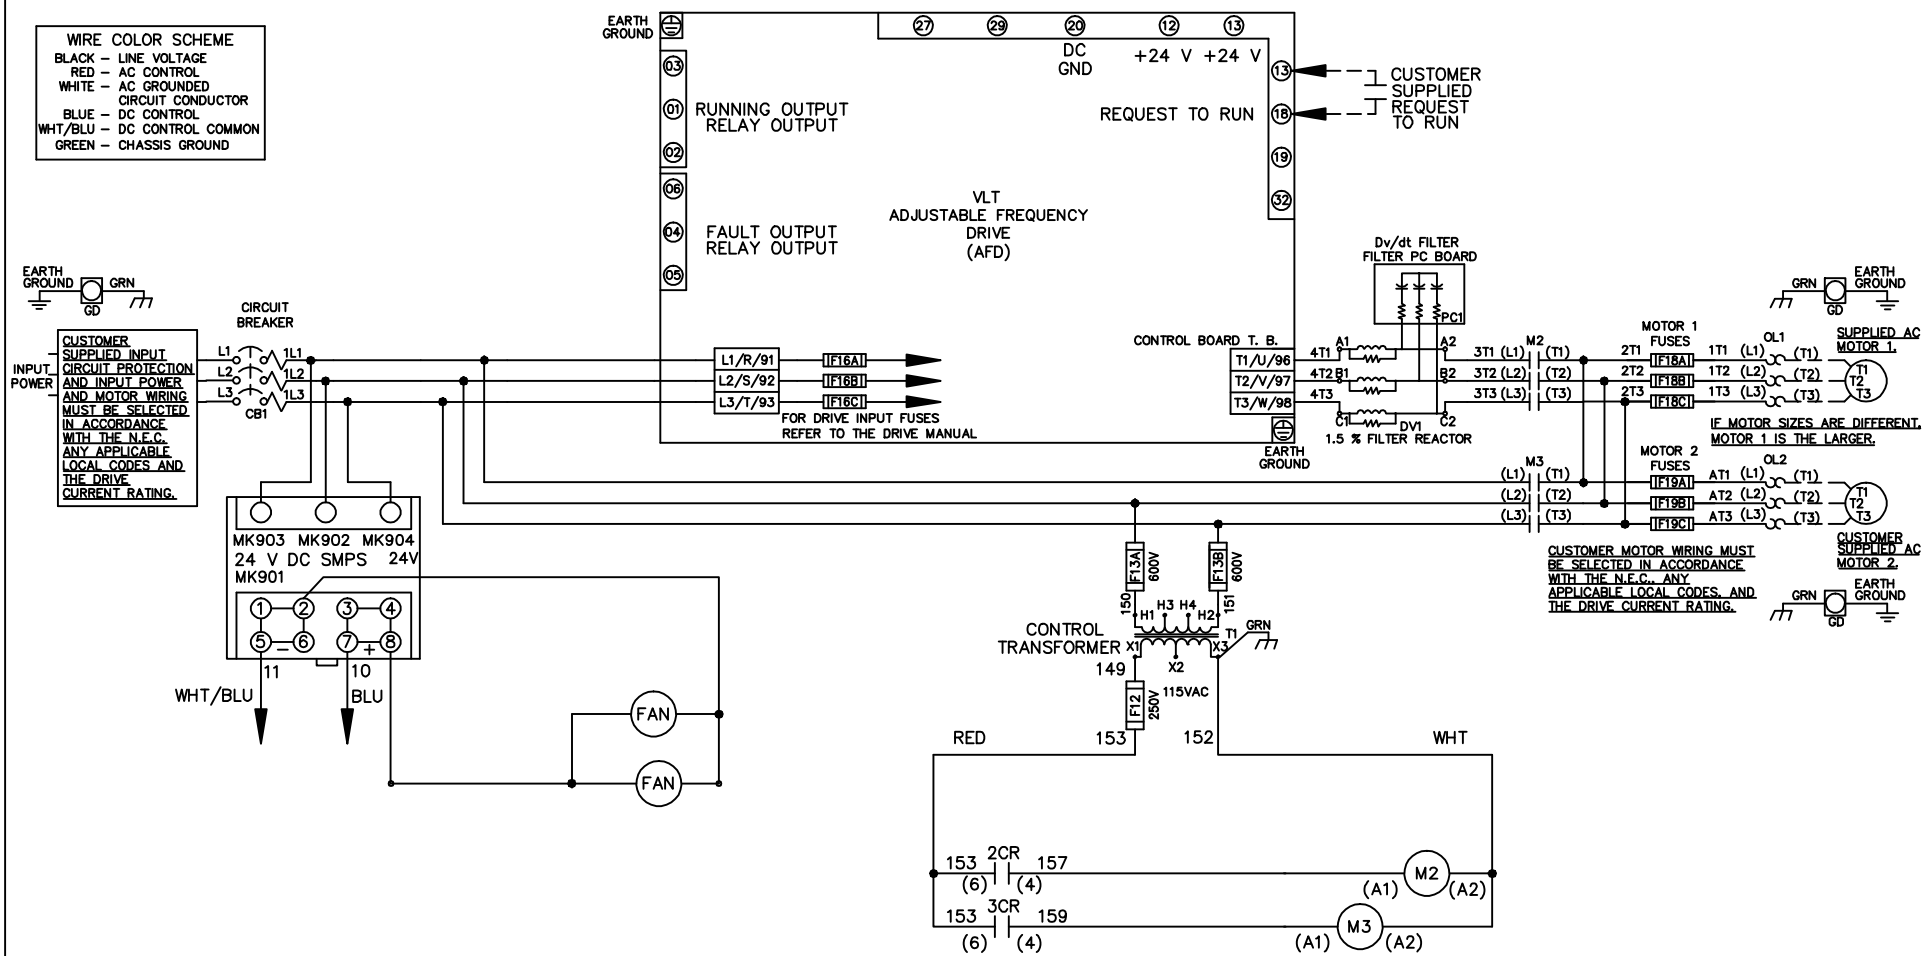 WIRE COLOR SCHEME
BLACK – LINE VOLTAGE
RED – AC CONTROL
WHITE – AC GROUNDED
CIRCUIT CONDUCTOR
BLUE – DC CONTROL
WHT/BLU – DC CONTROL COMMON
GREEN – CHASSIS GROUND
EARTH
GROUND
27 29 20 12 13
DC
GND
+24 V +24 V
03
01
02
RUNNING OUTPUT
RELAY OUTPUT
06
04
05
FAULT OUTPUT
RELAY OUTPUT
REQUEST TO RUN
13
18
19
32
CUSTOMER
SUPPLIED
REQUEST
TO RUN
VLT
ADJUSTABLE FREQUENCY
DRIVE
(AFD)
EARTH
GROUND
GRN
GD
INPUT
POWER
CUSTOMER
SUPPLIED INPUT
CIRCUIT PROTECTION
AND INPUT POWER
AND MOTOR WIRING
MUST BE SELECTED
IN ACCORDANCE
WITH THE N.E.C.
ANY APPLICABLE
LOCAL CODES AND
THE DRIVE
CURRENT RATING.
CIRCUIT
BREAKER
L1 1L1
L2 1L2
L3 1L3
CB1
L1/R/91 F16A
L2/S/92 F16B
L3/T/93 F16C
FOR DRIVE INPUT FUSES
REFER TO THE DRIVE MANUAL
CONTROL BOARD T. B.
T1/U/96
T2/V/97
T3/W/98
EARTH
GROUND
Dv/dt FILTER
FILTER PC BOARD
PC1
4T1 A1 A2
4T2 B1 B2
4T3
C1 C2
DV1
1.5 % FILTER REACTOR
M2
3T1 (L1) (T1)
3T2 (L2) (T2)
3T3 (L3) (T3)
MOTOR 1
FUSES
2T1 F18A 1T1 (L1) (T1)
2T2 F18B 1T2 (L2) (T2)
2T3 F18C 1T3 (L3) (T3)
OL1
GRN
GD
EARTH
GROUND
SUPPLIED AC
MOTOR 1.
T1
T2
T3
IF MOTOR SIZES ARE DIFFERENT,
MOTOR 1 IS THE LARGER.
M3
(L1) (T1)
(L2) (T2)
(L3) (T3)
MOTOR 2
FUSES
F19A AT1 (L1) (T1)
F19B AT2 (L2) (T2)
F19C AT3 (L3) (T3)
OL2
T1
T2
T3
CUSTOMER
SUPPLIED AC
MOTOR 2.
CUSTOMER MOTOR WIRING MUST
BE SELECTED IN ACCORDANCE
WITH THE N.E.C., ANY
APPLICABLE LOCAL CODES, AND
THE DRIVE CURRENT RATING.
GRN
GD
EARTH
GROUND
MK903 MK902 MK904
24 V DC SMPS 24V
MK901
1 2 3 4
5 – 6 7 + 8
11 10
WHT/BLU BLU
FAN
FAN
F13A
600V
F13B
600V
150 151
H1 H3 H4 H2
CONTROL
TRANSFORMER
T1
GRN
X1 X2 X3
149
F12
250V
115VAC
RED 153 152 WHT
153 2CR 157
(6) (4)
(A1) M2 (A2)
153 3CR 159
(6) (4)
(A1) M3 (A2)